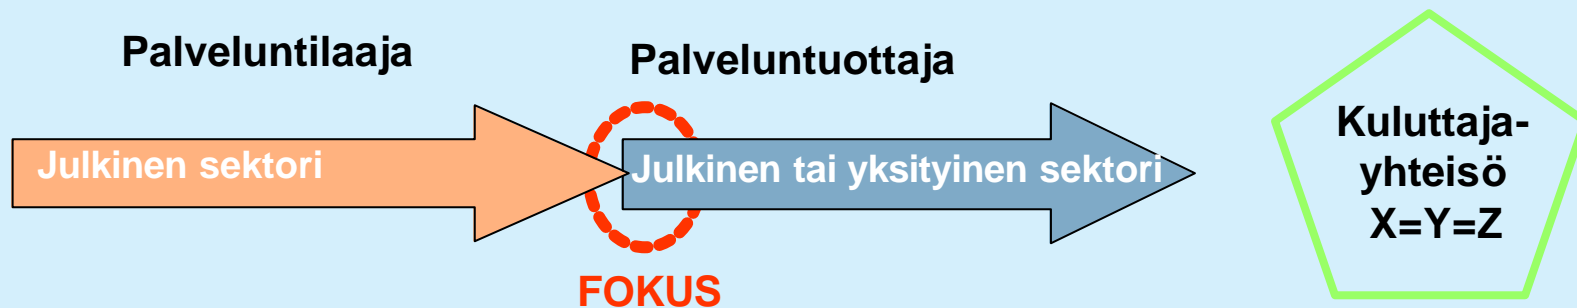 Palveluntilaaja
Palveluntuottaja
Julkinen sektori
Julkinen tai yksityinen sektori
FOKUS
Kuluttaja-
yhteisö
X=Y=Z